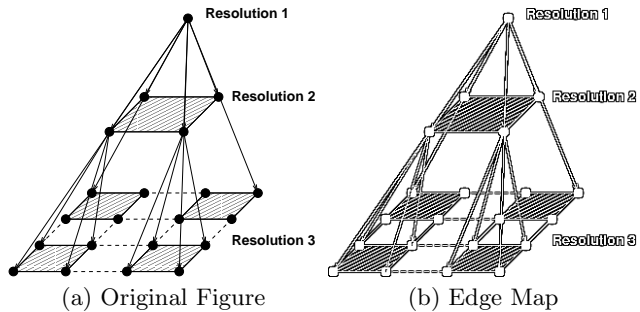 Resolution 1
Resolution 2
Resolution 3
(a) Original Figure
Resolution 1
Resolution 2
Resolution 3
(b) Edge Map